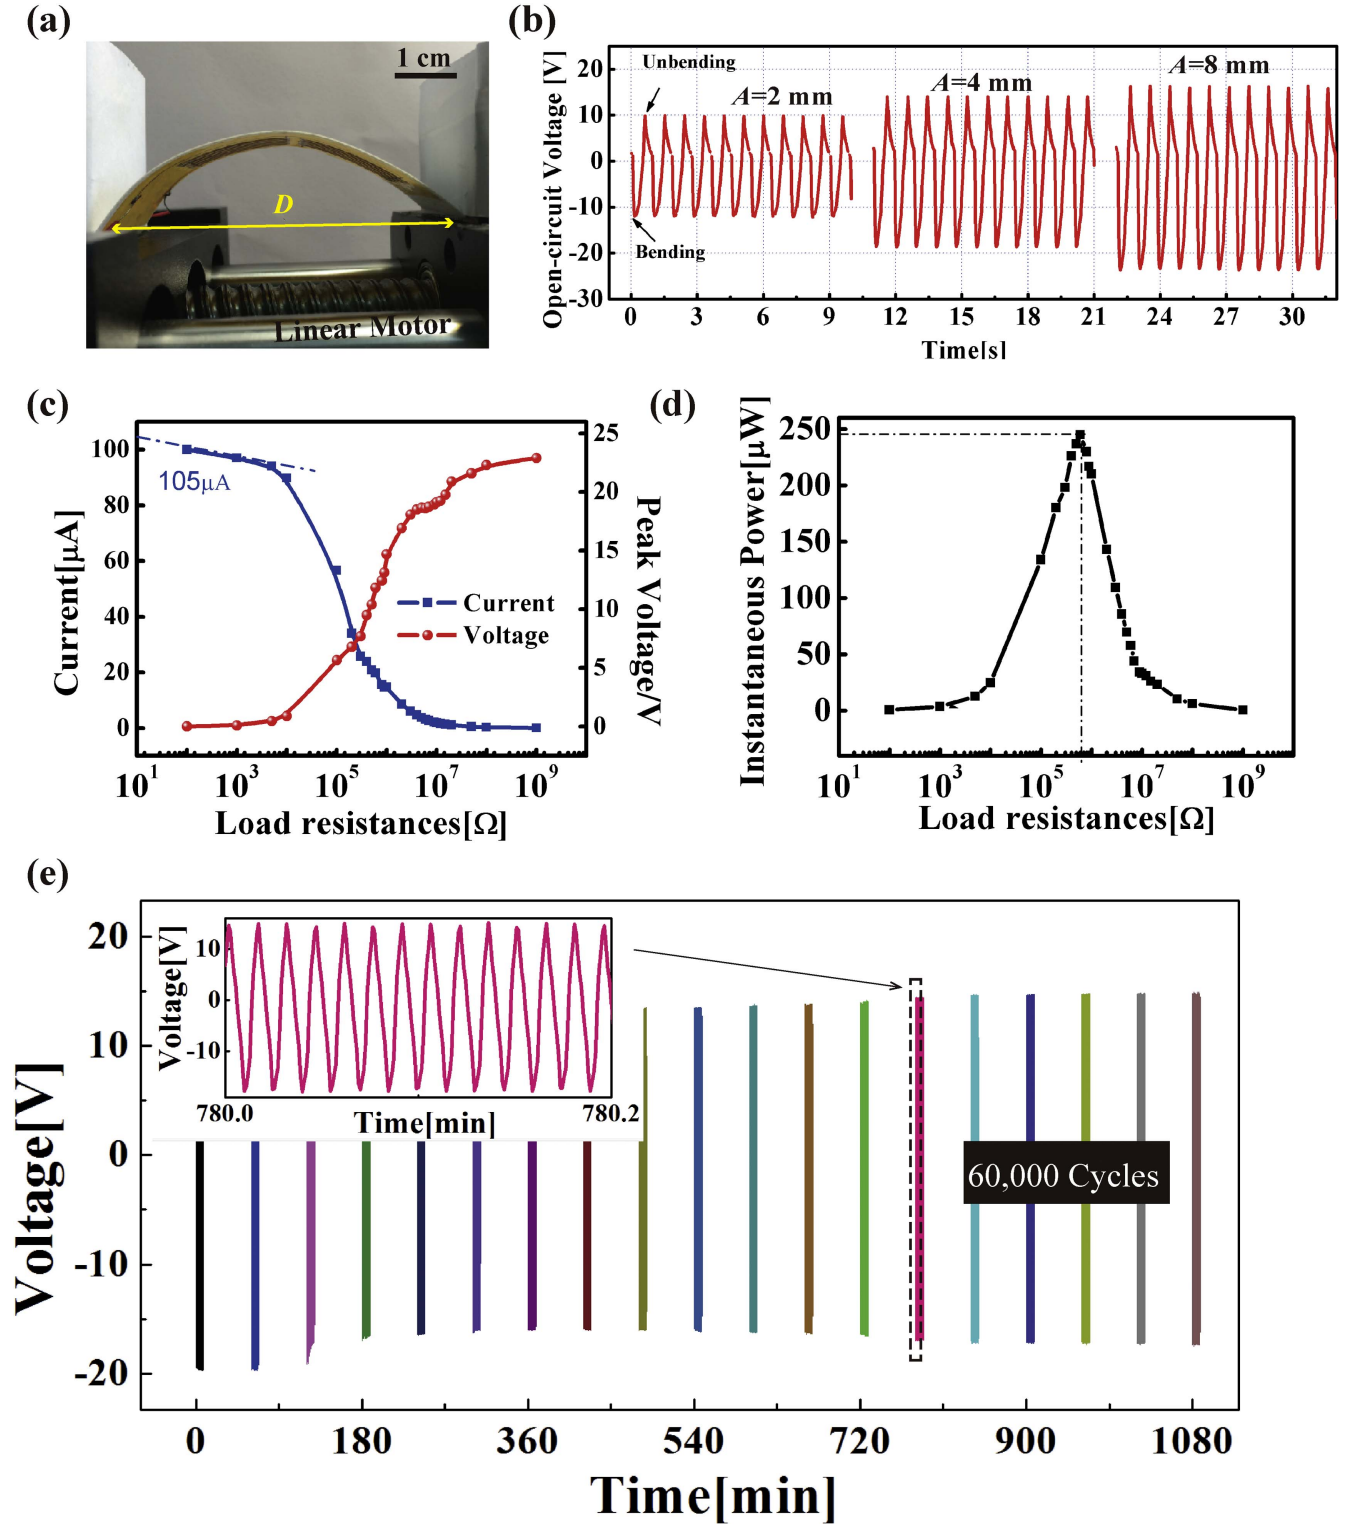 (a)
1 cm
D
Linear Motor
(b)
Open-circuit Voltage [V]
20
10
0
-10
-20
-30
Unbending
Bending
A=2 mm
A=4 mm
A=8 mm
0 3 6 9 12 15 18 21 24 27 30
Time[s]
(c)
Current[μA]
100
80
60
40
20
0
105μA
Current
Voltage
25
20
15
10
5
0
Peak Voltage/V
10¹ 10³ 10⁵ 10⁷ 10⁹
Load resistances[Ω]
(d)
Instantaneous Power[μW]
250
200
150
100
50
0
10¹ 10³ 10⁵ 10⁷ 10⁹
Load resistances[Ω]
(e)
Voltage[V]
20
10
0
-10
-20
Voltage[V]
10
0
-10
780.0 780.2
Time[min]
60,000 Cycles
0 180 360 540 720 900 1080
Time[min]